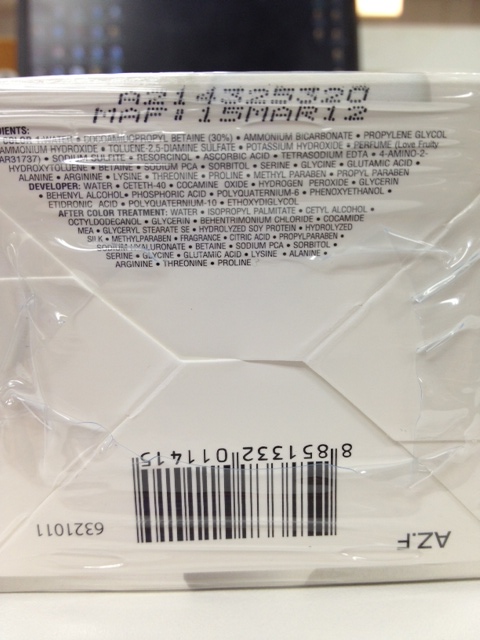 A214325320
MAF:15MAR12
IENTS:
BETAINE (30%) • AMMONIUM BICARBONATE • PROPYLENE GLYCOL
AMMONIUM HYDROXIDE • TOLUENE-2,5-DIAMINE SULFATE • POTASSIUM HYDROXIDE • PERFUME (Love Fruity
AR31737) • SODIUM SULFITE • RESORCINOL • ASCORBIC ACID • TETRASODIUM EDTA • 4-AMINO-2-
HYDROXYTOLUENE • BETAINE • SODIUM PCA • SORBITOL • SERINE • GLYCINE • GLUTAMIC ACID •
ALANINE • ARGININE • LYSINE • THREONINE • PROLINE • METHYL PARABEN • PROPYL PARABEN
DEVELOPER: WATER • CETETH-40 • COCAMINE OXIDE • HYDROGEN PEROXIDE • GLYCERIN
• BEHENYL ALCOHOL • PHOSPHORIC ACID • POLYQUATERNIUM-6 • PHENOXYETHANOL •
ETIDRONIC ACID • POLYQUATERNIUM-10 • ETHOXYDIGLYCOL
AFTER COLOR TREATMENT: WATER • ISOPROPYL PALMITATE • CETYL ALCOHOL •
OCTYLDODECANOL • GLYCERIN • BEHENTRIMONIUM CHLORIDE • COCAMIDE
MEA • GLYCERYL STEARATE SE • HYDROLYZED SOY PROTEIN • HYDROLYZED
SILK • METHYLPARABEN • FRAGRANCE • CITRIC ACID • PROPYLPARABEN •
SODIUM HYALURONATE • BETAINE • SODIUM PCA • SORBITOL •
SERINE • GLYCINE • GLUTAMIC ACID • LYSINE • ALANINE •
ARGININE • THREONINE • PROLINE
8 851332 011415
6321011
AZ.F